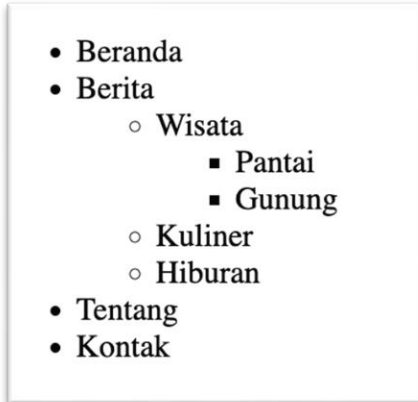 Beranda
Berita
Wisata
Pantai
Gunung
Kuliner
Hiburan
Tentang
Kontak